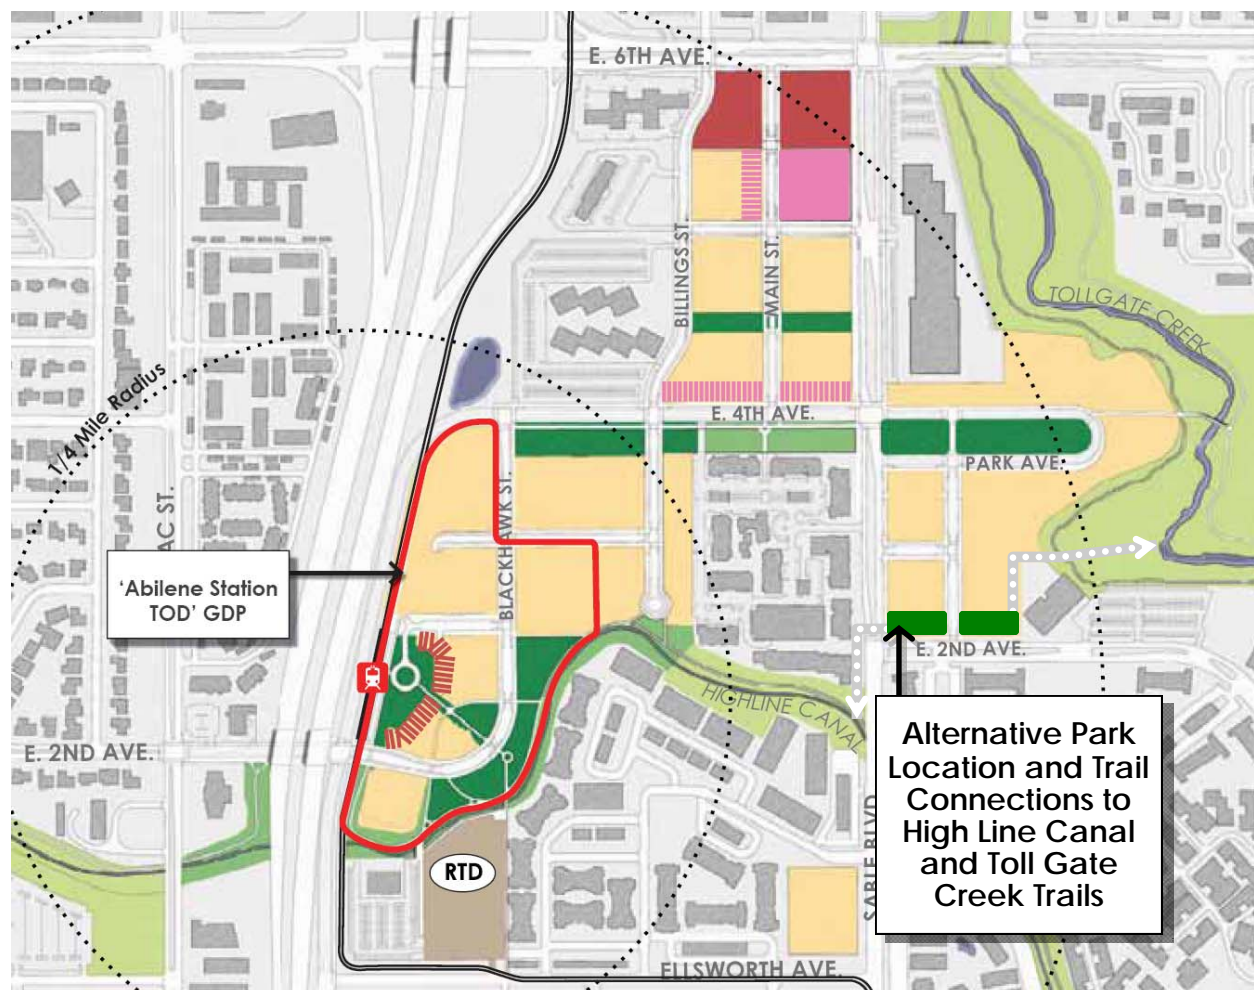 E. 6TH AVE.
BILLINGS ST.
MAIN ST.
TOLLGATE CREEK
1/4 Mile Radius
E. 4TH AVE.
PARK AVE.
AC ST.
BLACKHAWK ST.
'Abilene Station
TOD' GDP
E. 2ND AVE.
HIGHLINE CANAL
E. 2ND AVE.
Alternative Park
Location and Trail
Connections to
High Line Canal
and Toll Gate
Creek Trails
SABLE BLVD
RTD
ELLSWORTH AVE.